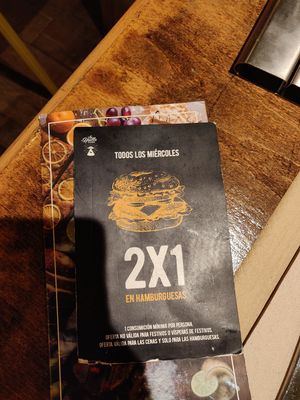 TODOS LOS MIÉRCOLES
2X1
EN HAMBURGUESAS
1 CONSUMICIÓN MÍNIMA POR PERSONA.
OFERTA NO VÁLIDA PARA FESTIVOS O VÍSPERAS DE FESTIVOS
OFERTA VÁLIDA PARA LAS CENAS Y SOLO PARA LAS HAMBURGUESAS